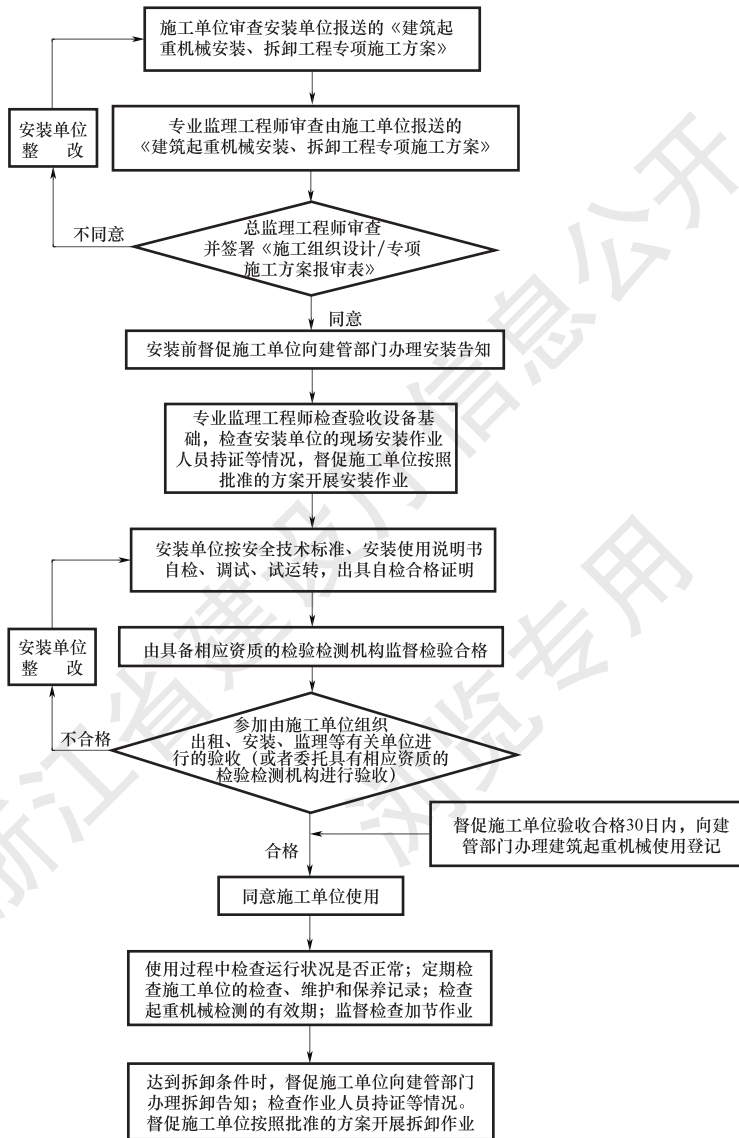 施工单位审查安装单位报送的《建筑起
重机械安装、拆卸工程专项施工方案》
安装单位
整 改
专业监理工程师审查由施工单位报送的
《建筑起重机械安装、拆卸工程专项施工方案》
不同意
总监理工程师审查
并签署《施工组织设计/专项
施工方案报审表》
同意
安装前督促施工单位向建管部门办理安装告知
专业监理工程师检查验收设备基
础，检查安装单位的现场安装作业
人员持证等情况，督促施工单位按照
批准的方案开展安装作业
安装单位按安全技术标准、安装使用说明书
自检、调试、试运转，出具自检合格证明
安装单位
整 改
由具备相应资质的检验检测机构监督检验合格
不合格
参加由施工单位组织
出租、安装、监理等有关单位进
行的验收（或者委托具有相应资质的
检验检测机构进行验收）
督促施工单位验收合格30日内，向建
管部门办理建筑起重机械使用登记
合格
同意施工单位使用
使用过程中检查运行状况是否正常；定期检
查施工单位的检查、维护和保养记录；检查
起重机械检测的有效期；监督检查加节作业
达到拆卸条件时，督促施工单位向建管部门
办理拆卸告知；检查作业人员持证等情况。
督促施工单位按照批准的方案开展拆卸作业
浙江省建设厅信息公开
浏览专用